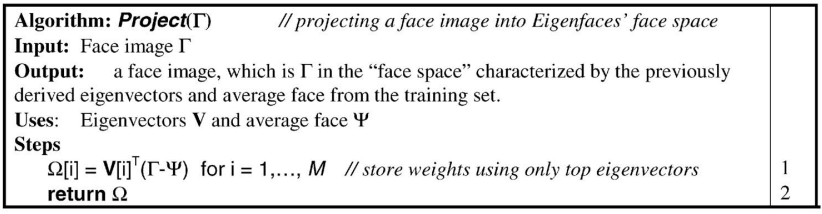 Algorithm: Project(Γ) // projecting a face image into Eigenfaces' face space
Input: Face image Γ
Output: a face image, which is Γ in the “face space” characterized by the previously
derived eigenvectors and average face from the training set.
Uses: Eigenvectors V and average face Ψ
Steps
Ω[i] = V[i]ᵀ(Γ-Ψ) for i = 1,…, M // store weights using only top eigenvectors 1
return Ω 2